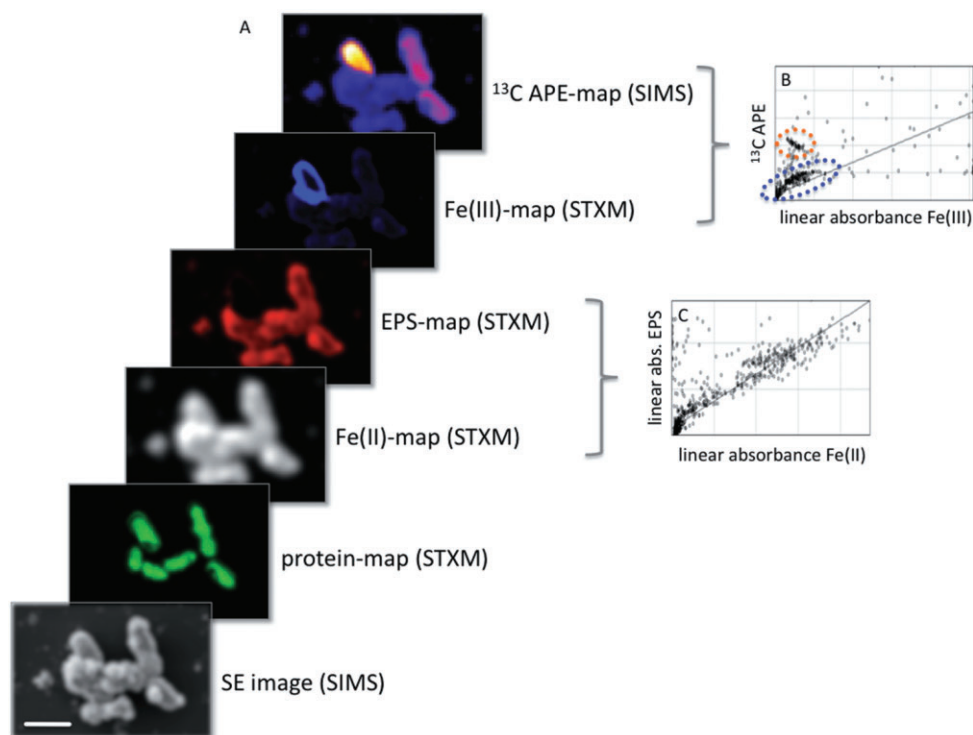 A
¹³C APE-map (SIMS)
Fe(III)-map (STXM)
EPS-map (STXM)
Fe(II)-map (STXM)
protein-map (STXM)
SE image (SIMS)
B
¹³C APE
linear absorbance Fe(III)
C
linear abs. EPS
linear absorbance Fe(II)